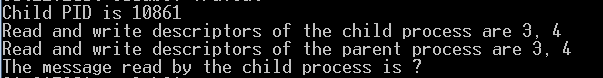 Child PID is 10861
Read and write descriptors of the child process are 3, 4
Read and write descriptors of the parent process are 3, 4
The message read by the child process is ?